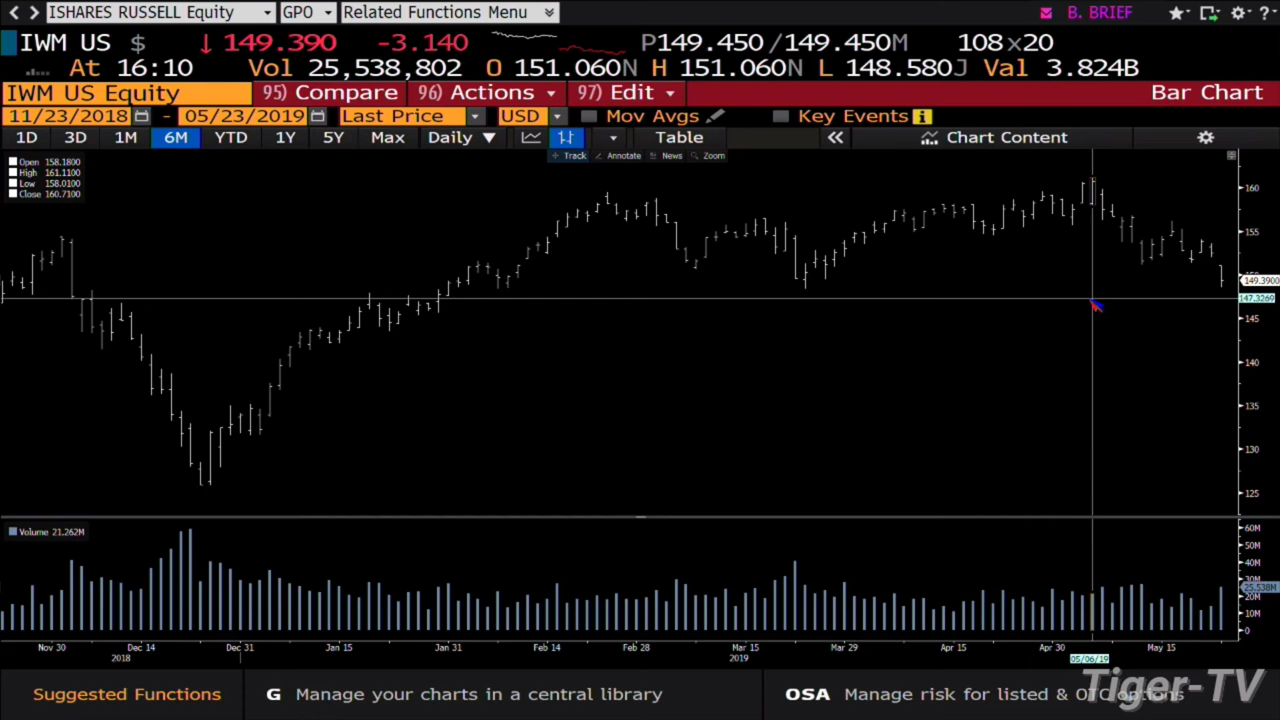 ISHARES RUSSELL Equity GPO Related Functions Menu B. BRIEF ?
IWM US $ ↓ 149.390 -3.140 P149.450 /149.450M 108x20
At 16:10 Vol 25,538,802 O 151.060N H 151.060N L 148.580J Val 3.824B
IWM US Equity 95) Compare 96) Actions 97) Edit Bar Chart
11/23/2018 - 05/23/2019 Last Price USD Mov Avgs Key Events i
1D 3D 1M 6M YTD 1Y 5Y Max Daily ▼ Table « Chart Content
Track Annotate News Zoom
Open 158.1800
High 161.1100
Low 158.0100
Close 160.7100
160
155
150
149.3900
147.3269
145
140
135
130
125
Volume 21.262M
60M
50M
40M
30M
25.538M
20M
10M
0
Nov 30 Dec 14 Dec 31 Jan 15 Jan 31 Feb 14 Feb 28 Mar 15 Mar 29 Apr 15 Apr 30 May 15
2018 2019 05/06/19
Suggested Functions G Manage your charts in a central library OSA Manage risk for listed & OTC options
Tiger-TV